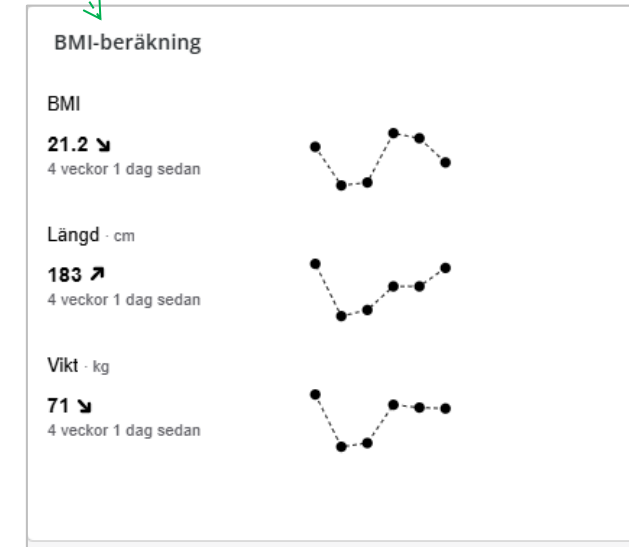 BMI-beräkning
BMI
21.2 ↘
4 veckor 1 dag sedan
Längd · cm
183 ↗
4 veckor 1 dag sedan
Vikt · kg
71 ↘
4 veckor 1 dag sedan